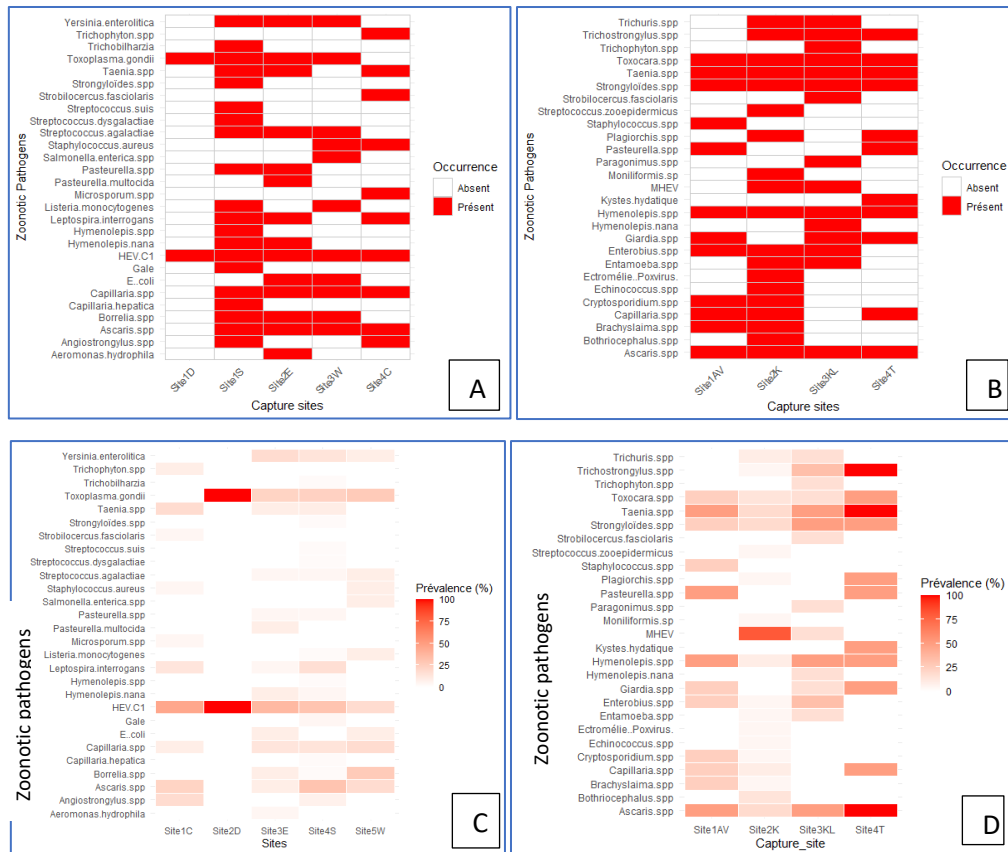 Zoonotic Pathogens
Yersinia.enterolitica
Trichophyton.spp
Trichobilharzia
Toxoplasma.gondii
Taenia.spp
Strongyloïdes.spp
Strobilocercus.fasciolaris
Streptococcus.suis
Streptococcus.dysgalactiae
Streptococcus.agalactiae
Staphylococcus.aureus
Salmonella.enterica.spp
Pasteurella.spp
Pasteurella.multocida
Microsporum.spp
Listeria.monocytogenes
Leptospira.interrogans
Hymenolepis.spp
Hymenolepis.nana
HEV.C1
Gale
E..coli
Capillaria.spp
Capillaria.hepatica
Borrelia.spp
Ascaris.spp
Angiostrongylus.spp
Aeromonas.hydrophila
Site1D
Site1S
Site2E
Site3W
Site4C
Capture sites
Occurrence
Absent
Présent
A
Zoonotic Pathogens
Trichuris.spp
Trichostrongylus.spp
Trichophyton.spp
Toxocara.spp
Taenia.spp
Strongyloïdes.spp
Strobilocercus.fasciolaris
Streptococcus.zooepidermicus
Staphylococcus.spp
Plagiorchis.spp
Pasteurella.spp
Paragonimus.spp
Moniliformis.sp
MHEV
Kystes.hydatique
Hymenolepis.spp
Hymenolepis.nana
Giardia.spp
Enterobius.spp
Entamoeba.spp
Ectromélie..Poxvirus.
Echinococcus.spp
Cryptosporidium.spp
Capillaria.spp
Brachyslaima.spp
Bothriocephalus.spp
Ascaris.spp
Site1AV
Site2K
Site3KL
Site4T
Capture sites
Occurrence
Absent
Présent
B
Zoonotic pathogens
Yersinia.enterolitica
Trichophyton.spp
Trichobilharzia
Toxoplasma.gondii
Taenia.spp
Strongyloïdes.spp
Strobilocercus.fasciolaris
Streptococcus.suis
Streptococcus.dysgalactiae
Streptococcus.agalactiae
Staphylococcus.aureus
Salmonella.enterica.spp
Pasteurella.spp
Pasteurella.multocida
Microsporum.spp
Listeria.monocytogenes
Leptospira.interrogans
Hymenolepis.spp
Hymenolepis.nana
HEV.C1
Gale
E..coli
Capillaria.spp
Capillaria.hepatica
Borrelia.spp
Ascaris.spp
Angiostrongylus.spp
Aeromonas.hydrophila
Site1C
Site2D
Site3E
Site4S
Site5W
Sites
Prévalence (%)
100
75
50
25
0
C
Zoonotic pathogens
Trichuris.spp
Trichostrongylus.spp
Trichophyton.spp
Toxocara.spp
Taenia.spp
Strongyloïdes.spp
Strobilocercus.fasciolaris
Streptococcus.zooepidermicus
Staphylococcus.spp
Plagiorchis.spp
Pasteurella.spp
Paragonimus.spp
Moniliformis.sp
MHEV
Kystes.hydatique
Hymenolepis.spp
Hymenolepis.nana
Giardia.spp
Enterobius.spp
Entamoeba.spp
Ectromélie..Poxvirus.
Echinococcus.spp
Cryptosporidium.spp
Capillaria.spp
Brachyslaima.spp
Bothriocephalus.spp
Ascaris.spp
Site1AV
Site2K
Site3KL
Site4T
Capture_site
Prévalence (%)
100
75
50
25
0
D